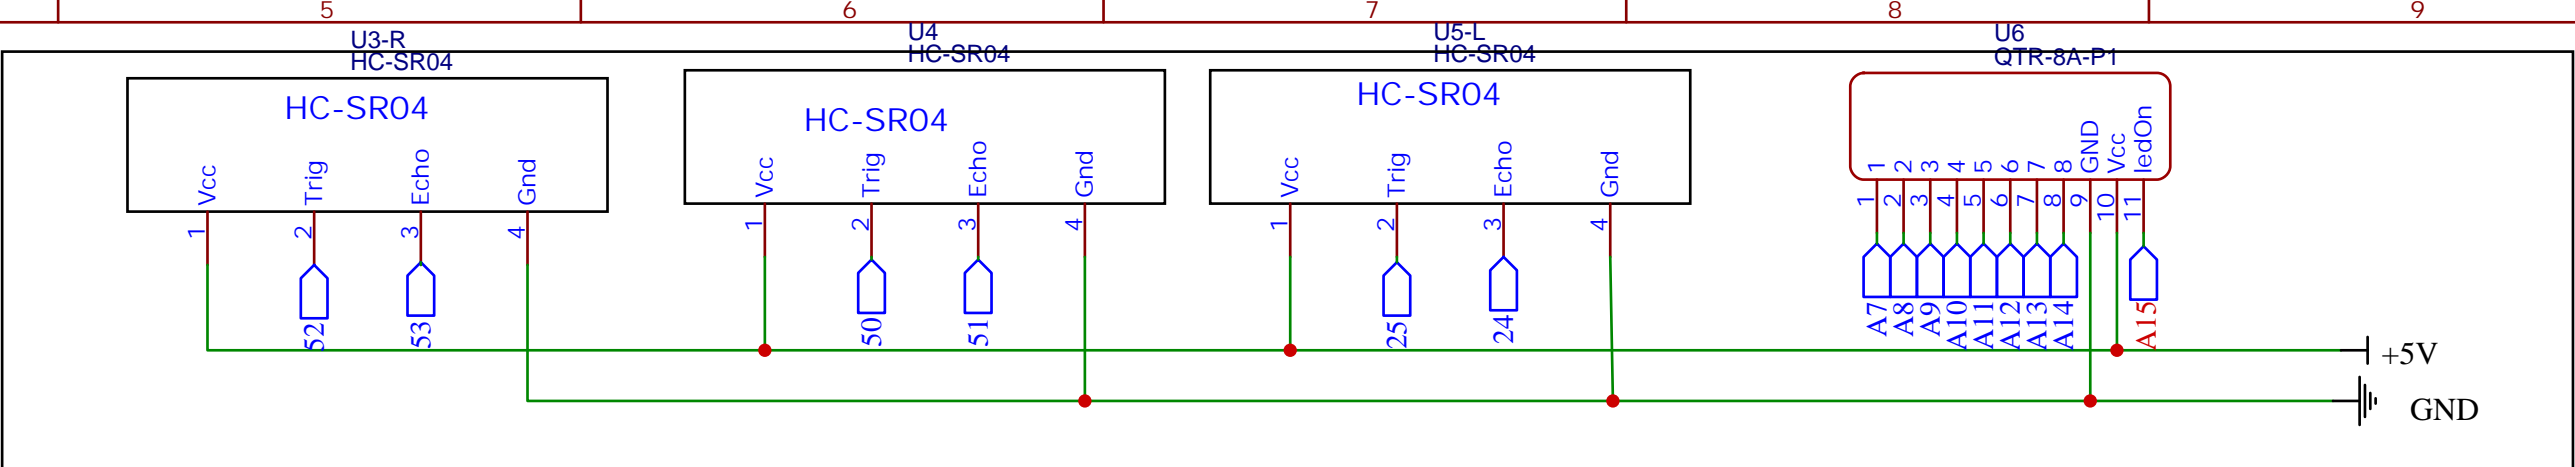 5 6 7 8 9
U3-R
HC-SR04
U4
HC-SR04
U5-L
HC-SR04
U6
QTR-8A-P1
HC-SR04
Vcc Trig Echo Gnd
1 2 3 4
52 53
HC-SR04
Vcc Trig Echo Gnd
1 2 3 4
50 51
HC-SR04
Vcc Trig Echo Gnd
1 2 3 4
25 24
1 2 3 4 5 6 7 8 GND Vcc ledOn
1 2 3 4 5 6 7 8 9 10 11
A7 A8 A9 A10 A11 A12 A13 A14 A15
+5V
GND